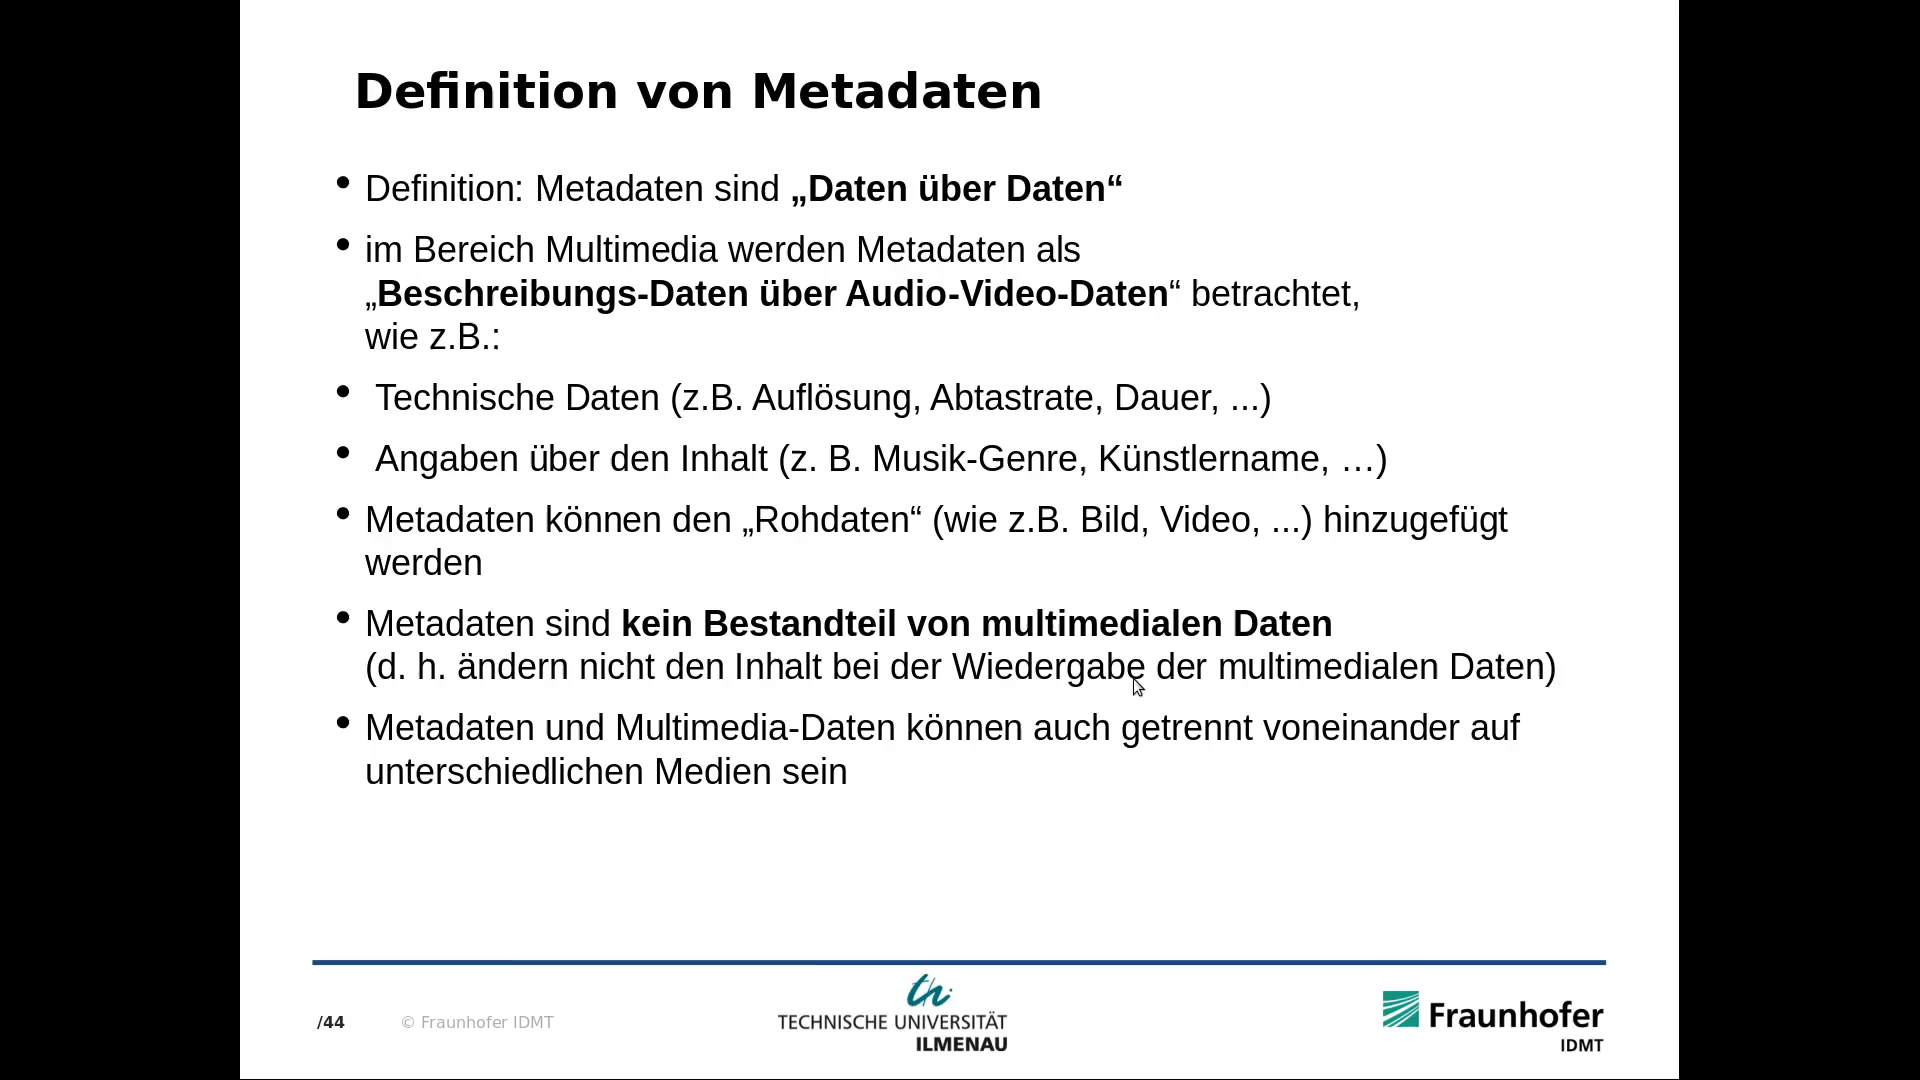 Definition von Metadaten
• Definition: Metadaten sind „Daten über Daten“
• im Bereich Multimedia werden Metadaten als
„Beschreibungs-Daten über Audio-Video-Daten“ betrachtet,
wie z.B.:
• Technische Daten (z.B. Auflösung, Abtastrate, Dauer, ...)
• Angaben über den Inhalt (z. B. Musik-Genre, Künstlername, …)
• Metadaten können den „Rohdaten“ (wie z.B. Bild, Video, ...) hinzugefügt
werden
• Metadaten sind kein Bestandteil von multimedialen Daten
(d. h. ändern nicht den Inhalt bei der Wiedergabe der multimedialen Daten)
• Metadaten und Multimedia-Daten können auch getrennt voneinander auf
unterschiedlichen Medien sein
/44
© Fraunhofer IDMT
th
TECHNISCHE UNIVERSITÄT
ILMENAU
Fraunhofer
IDMT